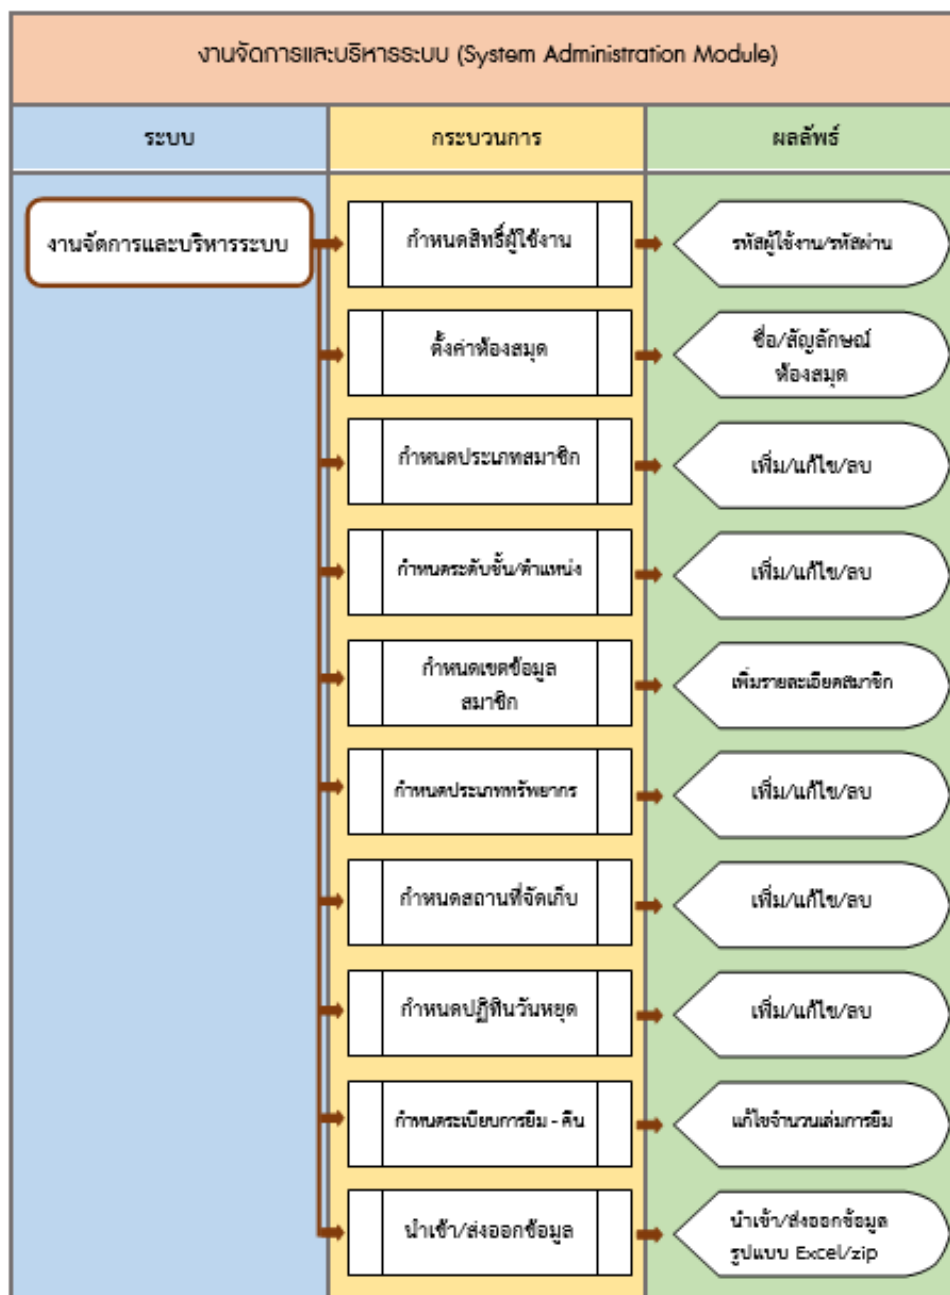 งานจัดการและบริหารระบบ (System Administration Module)
ระบบ
กระบวนการ
ผลลัพธ์
งานจัดการและบริหารระบบ
กำหนดสิทธิ์ผู้ใช้งาน
รหัสผู้ใช้งาน/รหัสผ่าน
ตั้งค่าห้องสมุด
ชื่อ/สัญลักษณ์
ห้องสมุด
กำหนดประเภทสมาชิก
เพิ่ม/แก้ไข/ลบ
กำหนดระดับชั้น/ตำแหน่ง
เพิ่ม/แก้ไข/ลบ
กำหนดเขตข้อมูล
สมาชิก
เพิ่มรายละเอียดสมาชิก
กำหนดประเภททรัพยากร
เพิ่ม/แก้ไข/ลบ
กำหนดสถานที่จัดเก็บ
เพิ่ม/แก้ไข/ลบ
กำหนดปฏิทินวันหยุด
เพิ่ม/แก้ไข/ลบ
กำหนดระเบียบการยืม - คืน
แก้ไขจำนวนเล่มการยืม
นำเข้า/ส่งออกข้อมูล
นำเข้า/ส่งออกข้อมูล
รูปแบบ Excel/zip